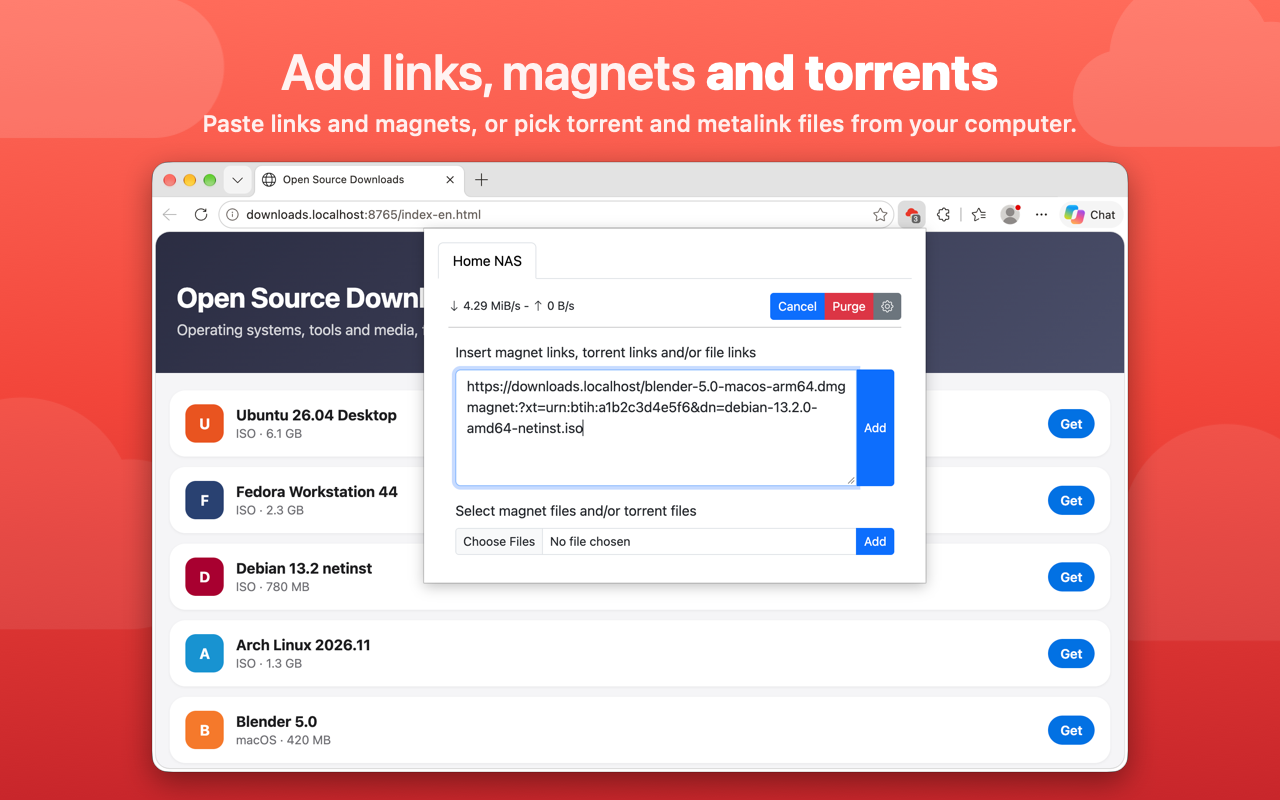 Add links, magnets and torrents
Paste links and magnets, or pick torrent and metalink files from your computer.
Open Source Downloads
downloads.localhost:8765/index-en.html
3
Chat
Home NAS
Open Source Downl
Operating systems, tools and media,
↓ 4.29 MiB/s - ↑ 0 B/s
Cancel
Purge
Insert magnet links, torrent links and/or file links
https://downloads.localhost/blender-5.0-macos-arm64.dmg
magnet:?xt=urn:btih:a1b2c3d4e5f6&dn=debian-13.2.0-
amd64-netinst.iso
Add
Select magnet files and/or torrent files
Choose Files
No file chosen
Add
U
Ubuntu 26.04 Desktop
ISO · 6.1 GB
Get
F
Fedora Workstation 44
ISO · 2.3 GB
Get
D
Debian 13.2 netinst
ISO · 780 MB
Get
A
Arch Linux 2026.11
ISO · 1.3 GB
Get
B
Blender 5.0
macOS · 420 MB
Get